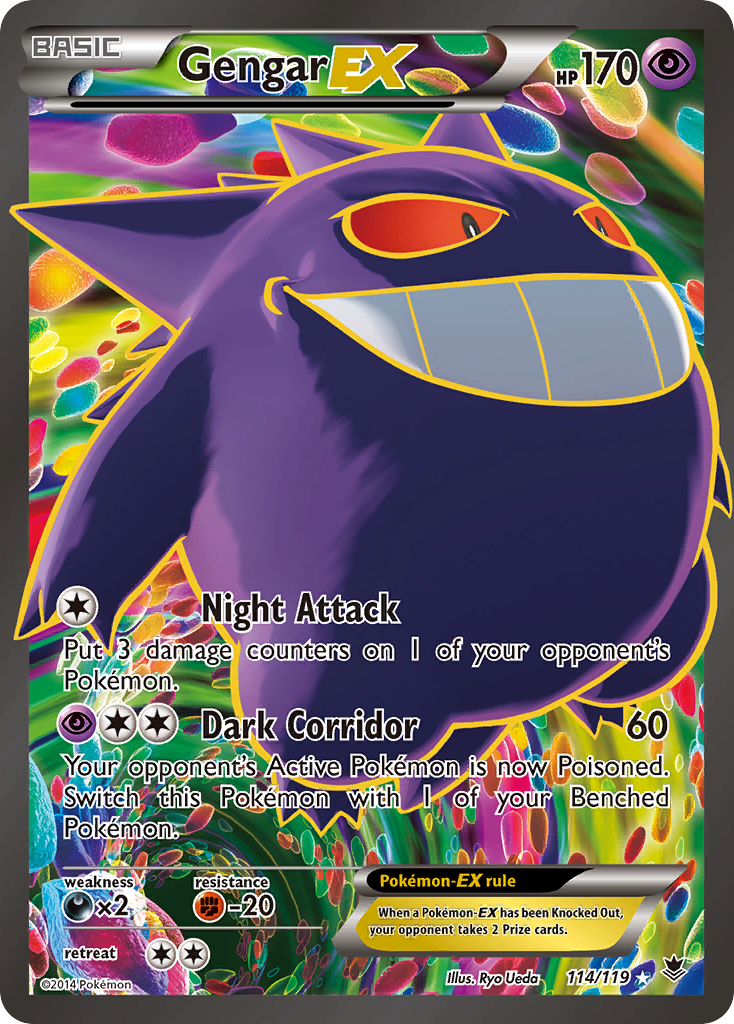 BASIC
Gengar EX
HP170
Night Attack
Put 3 damage counters on 1 of your opponent's
Pokémon.
Dark Corridor 60
Your opponent's Active Pokémon is now Poisoned.
Switch this Pokémon with 1 of your Benched
Pokémon.
weakness resistance
×2 -20
Pokémon-EX rule
When a Pokémon-EX has been Knocked Out,
your opponent takes 2 Prize cards.
retreat
©2014 Pokémon Illus. Ryo Ueda 114/119